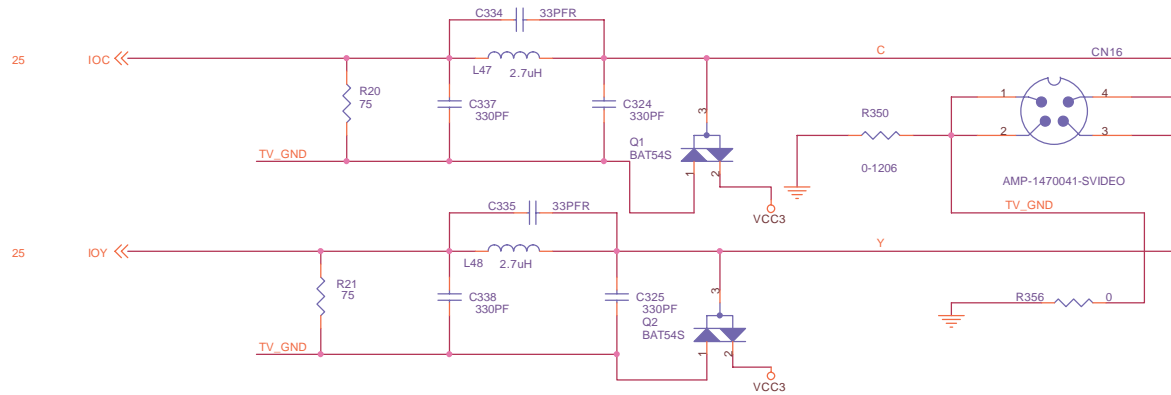 C334 33PFR
25 IOC C CN16
L47 2.7uH
R20
75
C337
330PF
C324
330PF
3
1 4
R350
2 3
Q1
BAT54S
TV_GND
0-1206
1 2
AMP-1470041-SVIDEO
C335 33PFR
VCC3
TV_GND
25 IOY Y
L48 2.7uH
R21
75
C338
330PF
C325
330PF
3
R356 0
Q2
BAT54S
TV_GND
1 2
VCC3